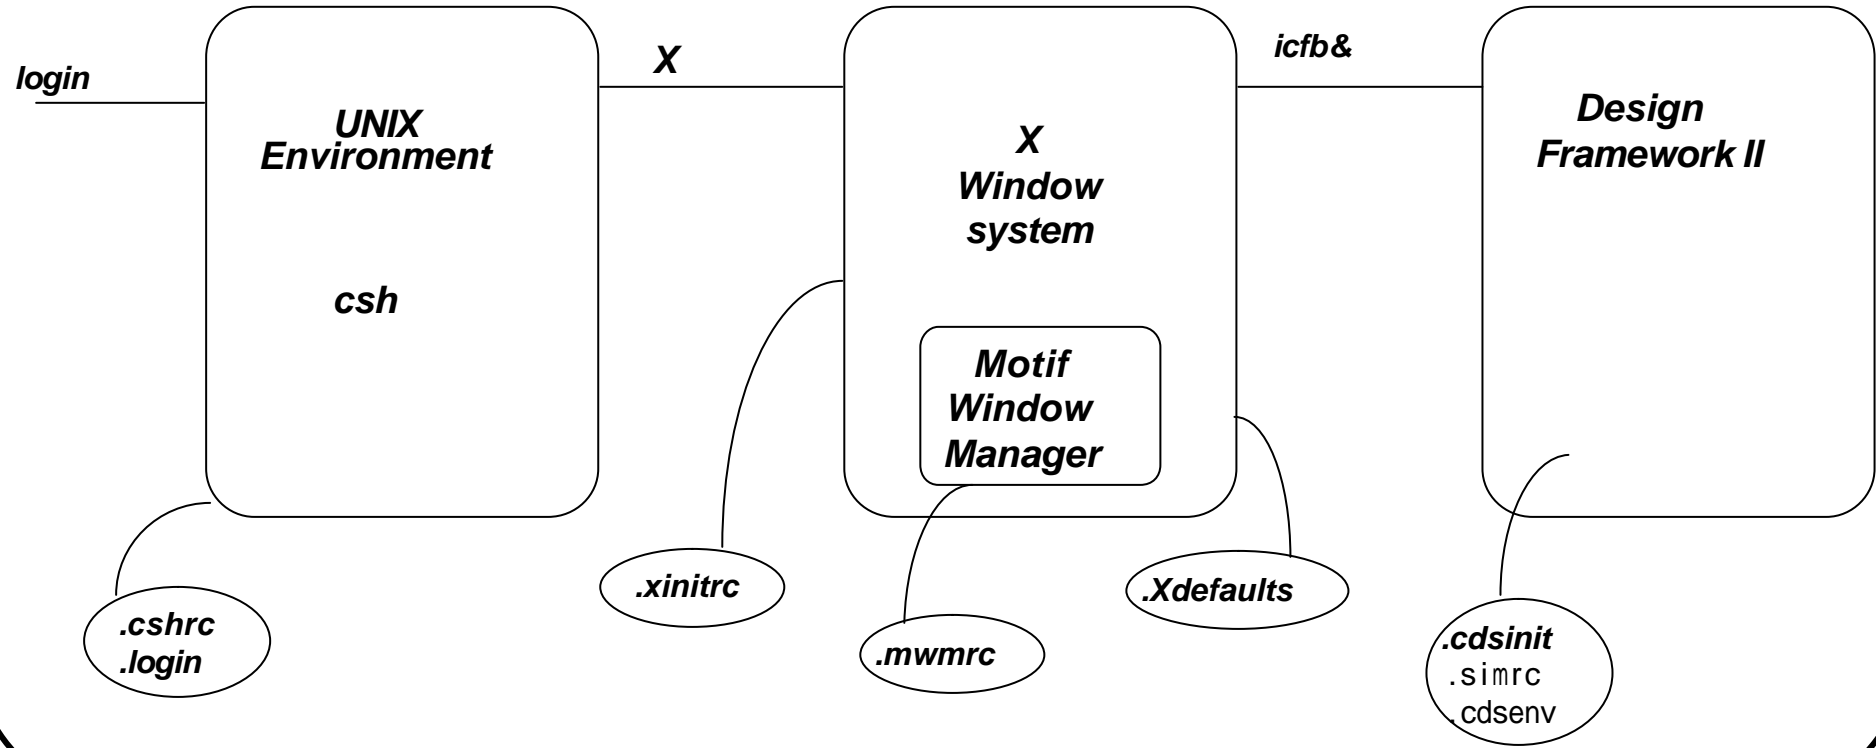 login
UNIX
Environment
csh
.cshrc
.login
X
X
Window
system
Motif
Window
Manager
.xinitrc
.mwmrc
.Xdefaults
icfb&
Design
Framework II
.cdsinit
.simrc
.cdsenv